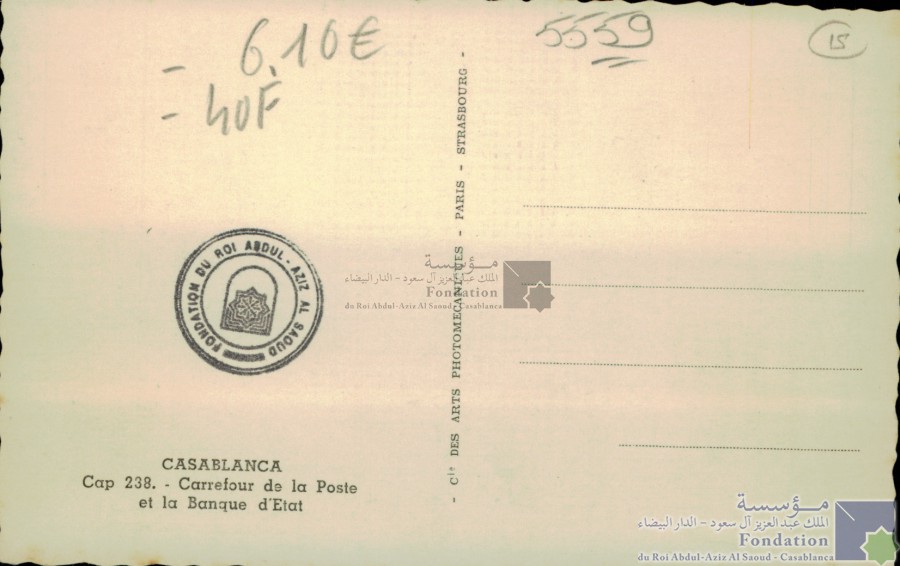 - 6,10€
- 40F
5559
15
FONDATION DU ROI ABDUL-AZIZ AL SAOUD
- Cie DES ARTS PHOTOMECANIQUES - PARIS - STRASBOURG -
مؤسسة
الملك عبد العزيز آل سعود - الدار البيضاء
Fondation
du Roi Abdul-Aziz Al Saoud - Casablanca
CASABLANCA
Cap 238. - Carrefour de la Poste
et la Banque d'Etat
مؤسسة
الملك عبد العزيز آل سعود - الدار البيضاء
Fondation
du Roi Abdul-Aziz Al Saoud - Casablanca